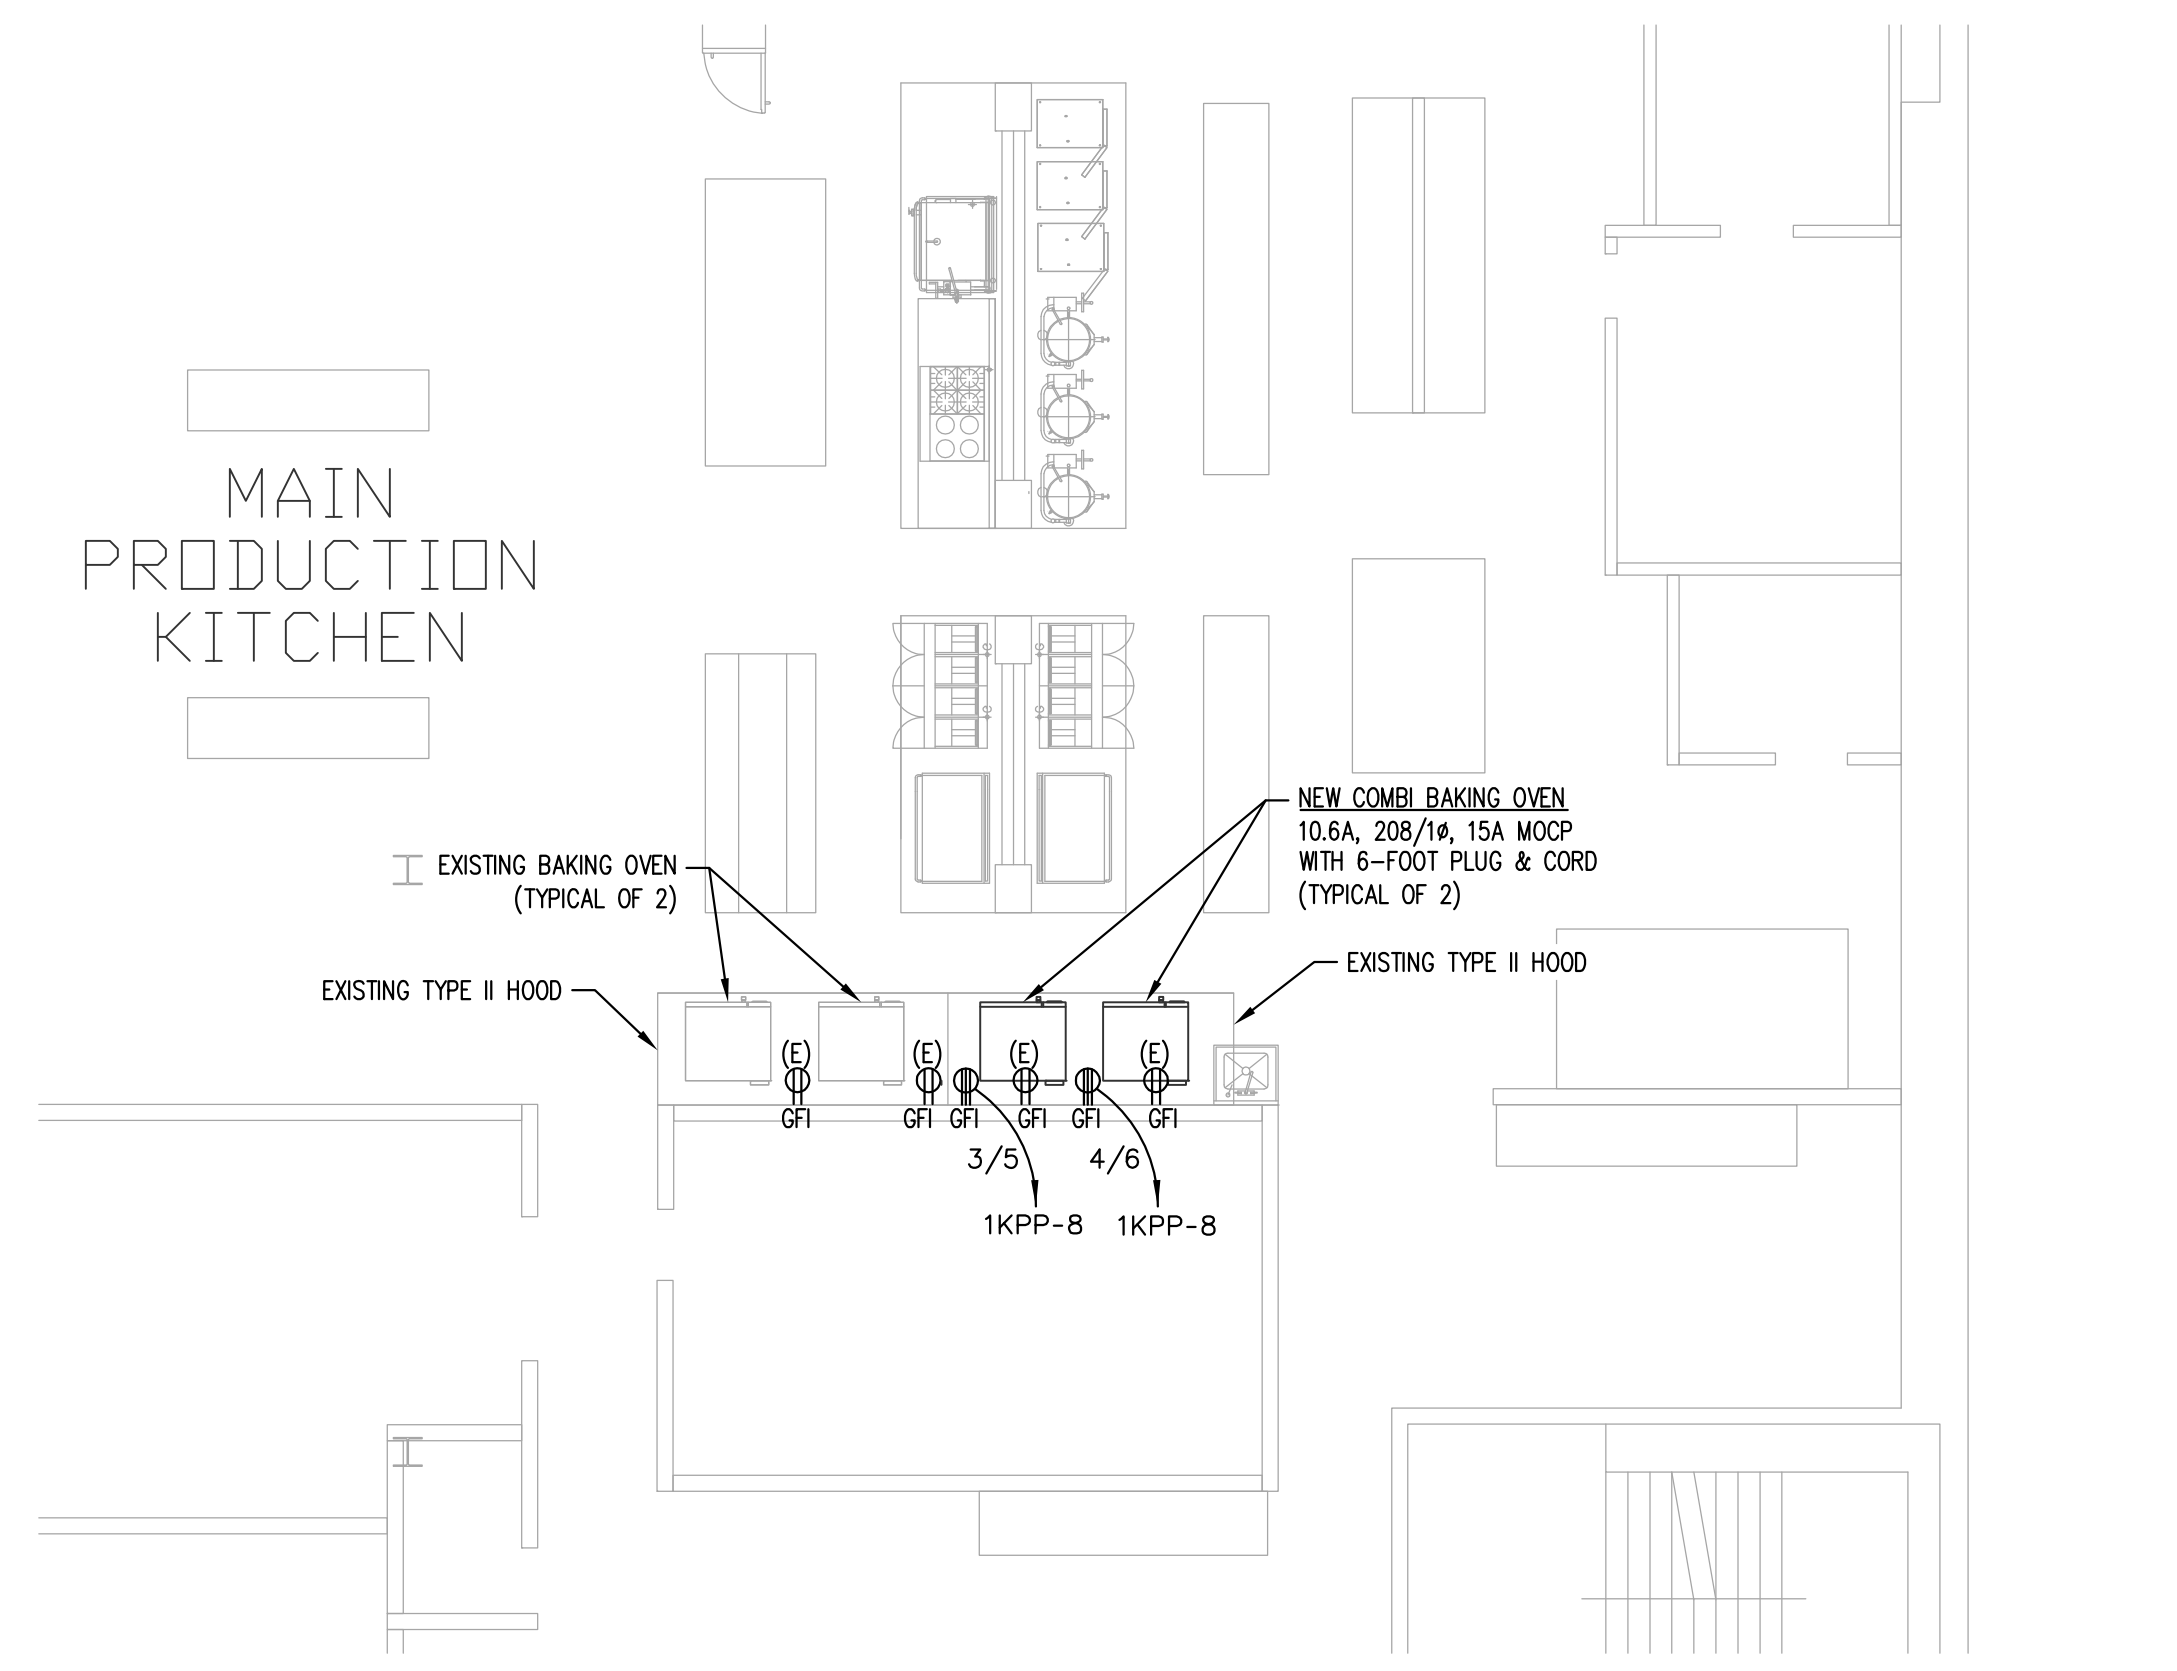 MAIN
PRODUCTION
KITCHEN
NEW COMBI BAKING OVEN
10.6A, 208/1ø, 15A MOCP
WITH 6-FOOT PLUG & CORD
(TYPICAL OF 2)
EXISTING BAKING OVEN
(TYPICAL OF 2)
EXISTING TYPE II HOOD
EXISTING TYPE II HOOD
(E) (E) (E) (E)
GFI GFI GFI GFI GFI GFI
3/5 4/6
1KPP-8 1KPP-8